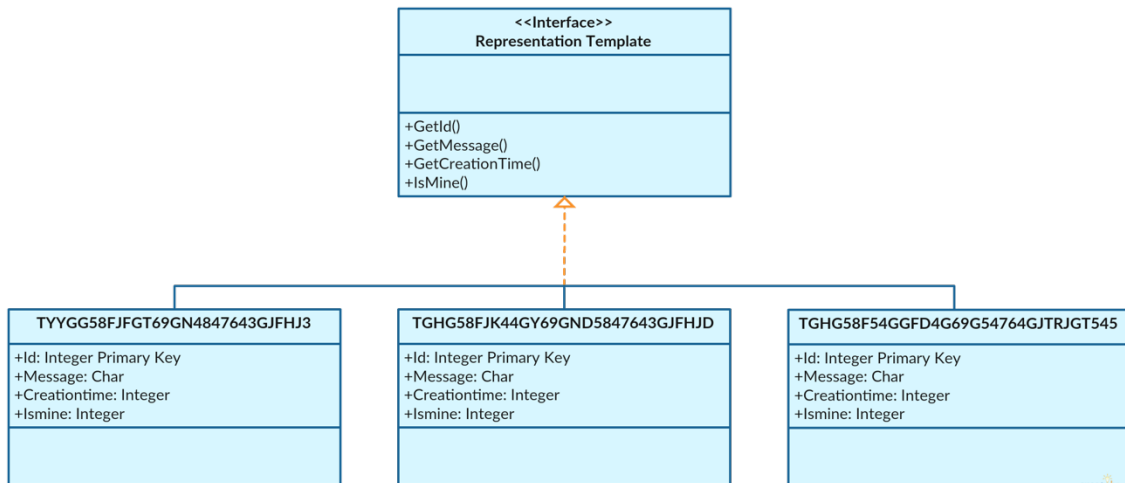 <<Interface>>
Representation Template
+GetId()
+GetMessage()
+GetCreationTime()
+IsMine()
TYYGG58FJFGT69GN4847643GJFHJ3
+Id: Integer Primary Key
+Message: Char
+Creationtime: Integer
+Ismine: Integer
TGHG58FJK44GY69GND5847643GJFHJD
+Id: Integer Primary Key
+Message: Char
+Creationtime: Integer
+Ismine: Integer
TGHG58F54GGFD4G69G54764GJTRJGT545
+Id: Integer Primary Key
+Message: Char
+Creationtime: Integer
+Ismine: Integer